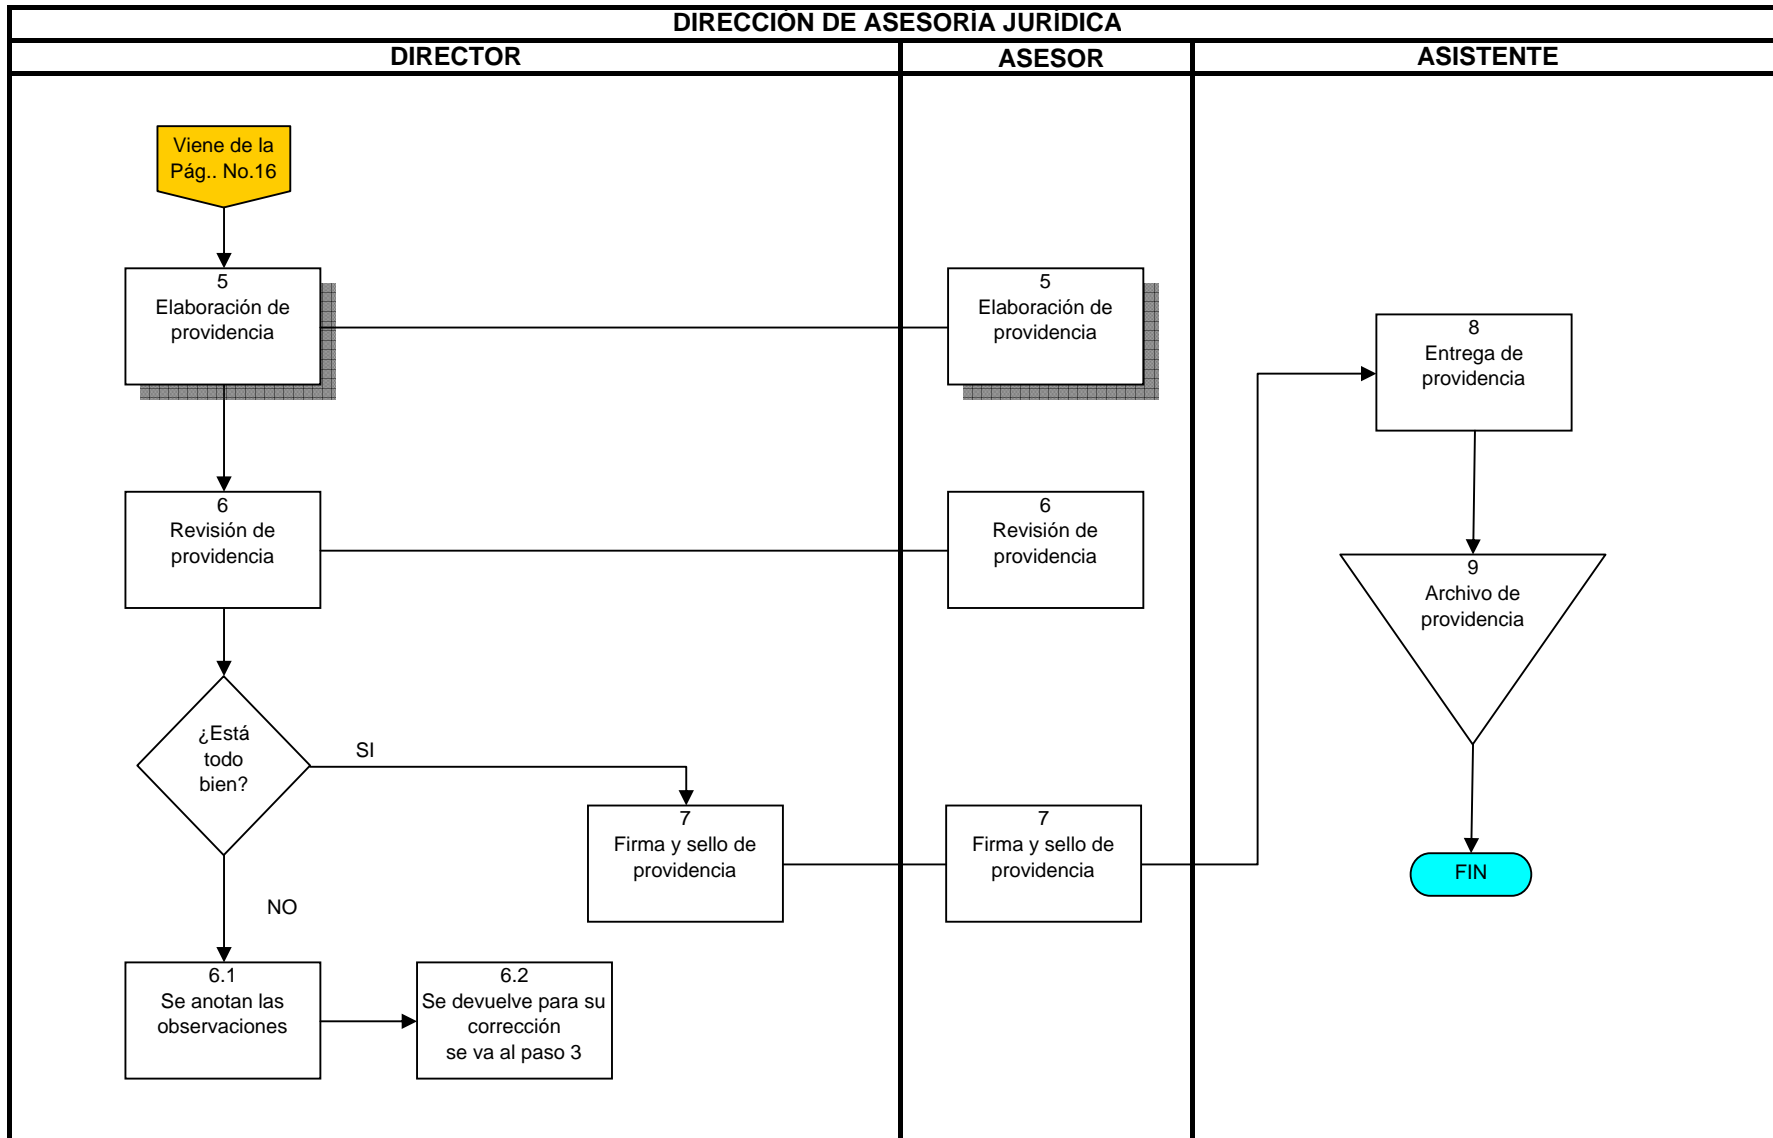 DIRECCIÓN DE ASESORÍA JURÍDICA
DIRECTOR
ASESOR
ASISTENTE
Viene de la
Pág.. No.16
5
Elaboración de
providencia
5
Elaboración de
providencia
8
Entrega de
providencia
6
Revisión de
providencia
6
Revisión de
providencia
9
Archivo de
providencia
¿Está
todo
bien?
SI
7
Firma y sello de
providencia
7
Firma y sello de
providencia
FIN
NO
6.1
Se anotan las
observaciones
6.2
Se devuelve para su
corrección
se va al paso 3